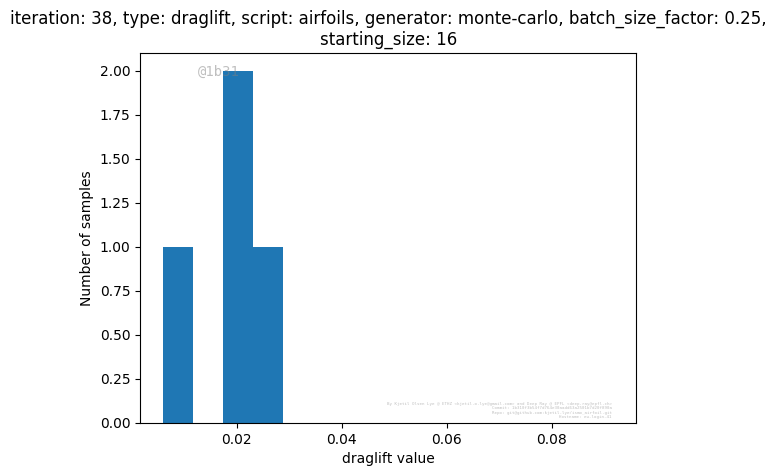 iteration: 38, type: draglift, script: airfoils, generator: monte-carlo, batch_size_factor: 0.25,
starting_size: 16
@1b31
2.00
1.75
1.50
1.25
1.00
0.75
0.50
0.25
0.00
Number of samples
0.02
0.04
0.06
0.08
draglift value